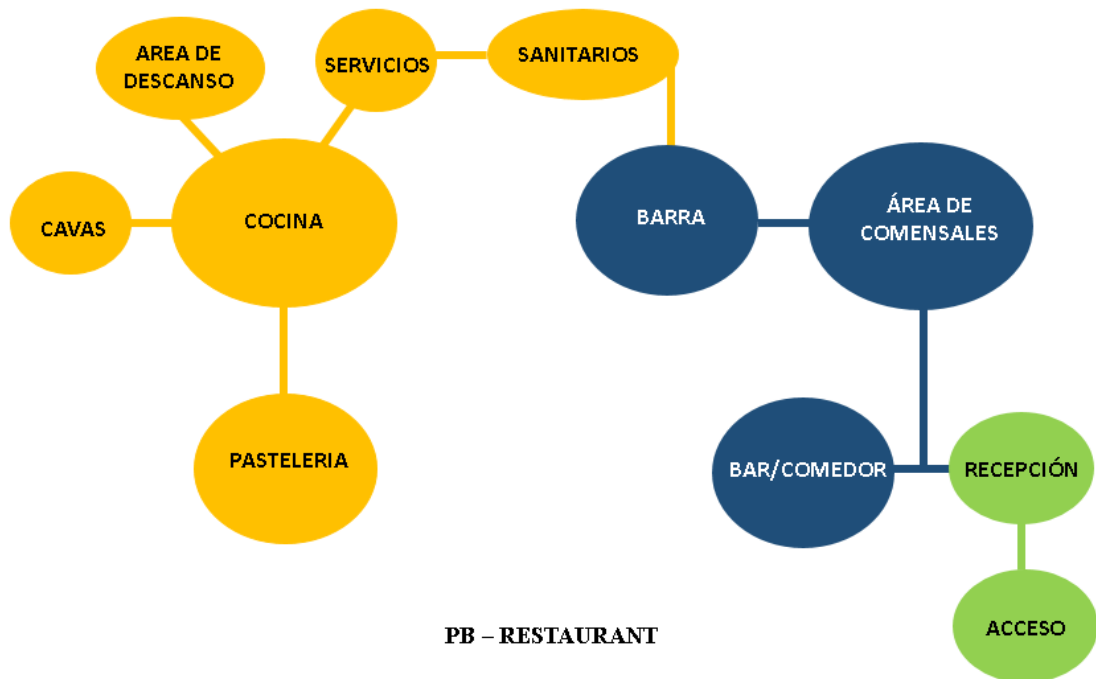 AREA DE
DESCANSO
SERVICIOS
SANITARIOS
CAVAS
COCINA
BARRA
ÁREA DE
COMENSALES
PASTELERIA
BAR/COMEDOR
RECEPCIÓN
ACCESO
PB – RESTAURANT